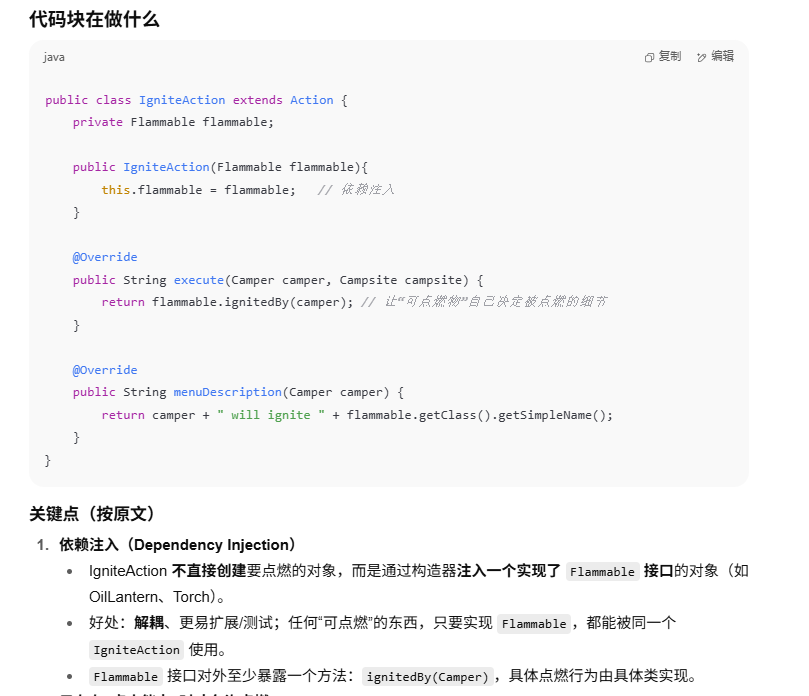 代码块在做什么
java 复制 编辑
public class IgniteAction extends Action {
private Flammable flammable;
public IgniteAction(Flammable flammable){
this.flammable = flammable; // 依赖注入
}
@Override
public String execute(Camper camper, Campsite campsite) {
return flammable.ignitedBy(camper); // 让“可点燃物”自己决定被点燃的细节
}
@Override
public String menuDescription(Camper camper) {
return camper + " will ignite " + flammable.getClass().getSimpleName();
}
}
关键点（按原文）
1. 依赖注入（Dependency Injection）
• IgniteAction 不直接创建要点燃的对象，而是通过构造器注入一个实现了 Flammable 接口的对象（如
OilLantern、Torch）。
• 好处：解耦、更易扩展/测试；任何“可点燃”的东西，只要实现 Flammable，都能被同一个
IgniteAction 使用。
• Flammable 接口对外至少暴露一个方法：ignitedBy(Camper)，具体点燃行为由具体类实现。